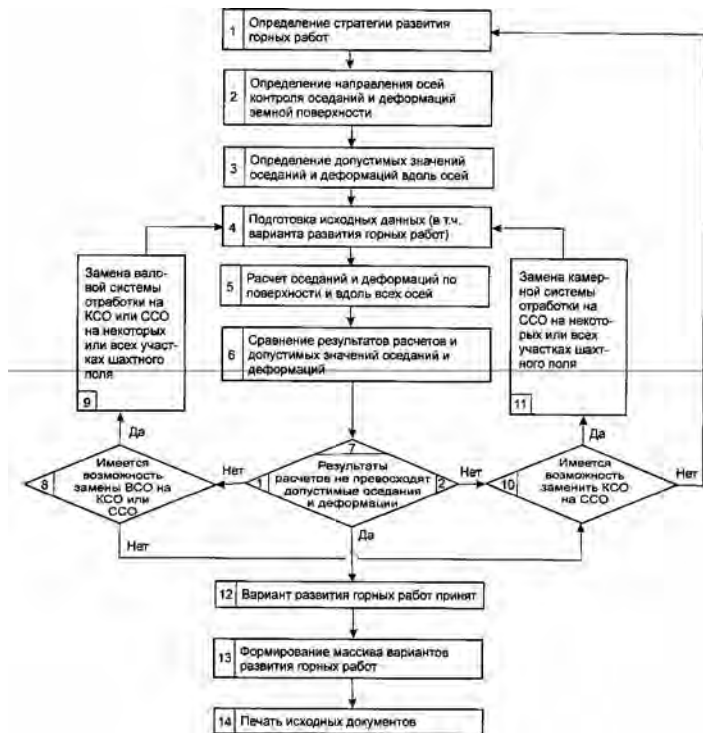 1 Определение стратегии развития
горных работ
2 Определение направления осей
контроля оседаний и деформаций
земной поверхности
3 Определение допустимых значений
оседаний и деформаций вдоль осей
4 Подготовка исходных данных (в т.ч.
варианта развития горных работ)
5 Расчет оседаний и деформаций по
поверхности и вдоль всех осей
6 Сравнение результатов расчетов и
допустимых значений оседаний и
деформаций
Замена вало-
вой системы
отработки на
КСО или ССО
на некоторых
или всех участ-
ках шахтного
поля
9
Замена камер-
ной системы
отработки на
ССО на некото-
рых или всех
участках шахт-
ного поля
11
Да
Да
8
Имеется
возможность
замены ВСО на
КСО или
ССО
Нет
7
1
Результаты
расчетов не превосходят
допустимые оседания
и деформации
2
Нет
10
Имеется
возможность
заменить КСО
на ССО
Нет
Нет
Да
12 Вариант развития горных работ принят
13 Формирование массива вариантов
развития горных работ
14 Печать исходных документов